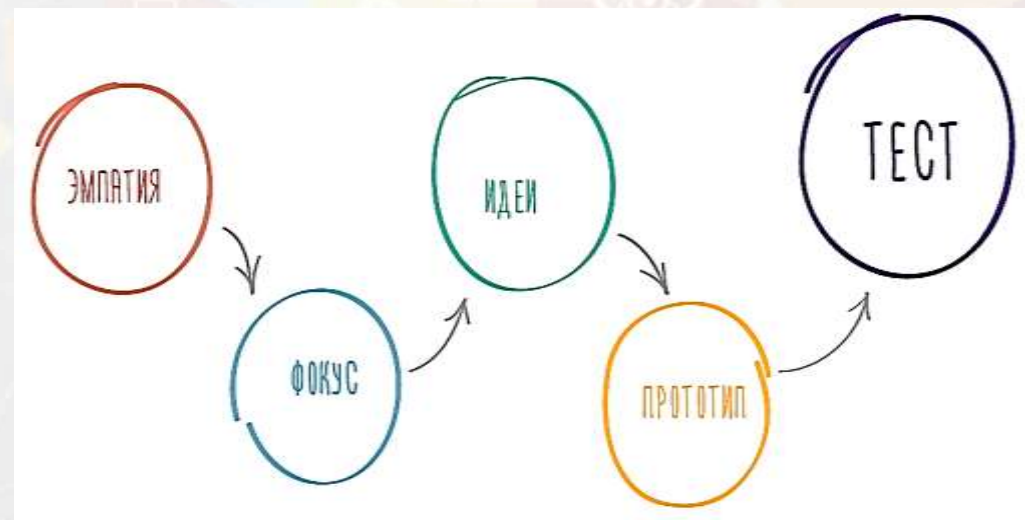 ЭМПАТИЯ
ФОКУС
ИДЕИ
ПРОТОТИП
ТЕСТ